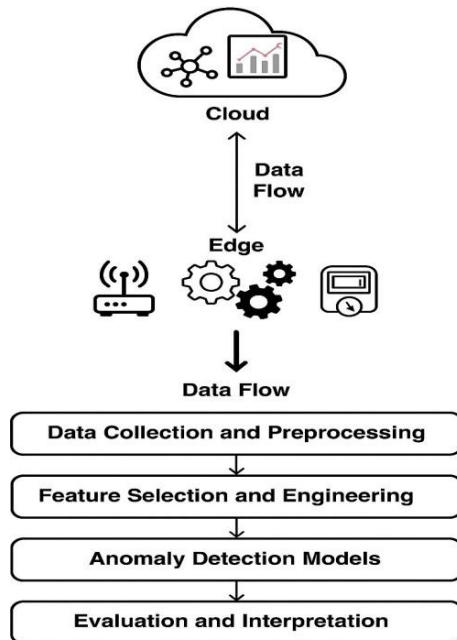 Cloud
Data
Flow
Edge
Data Flow
Data Collection and Preprocessing
Feature Selection and Engineering
Anomaly Detection Models
Evaluation and Interpretation